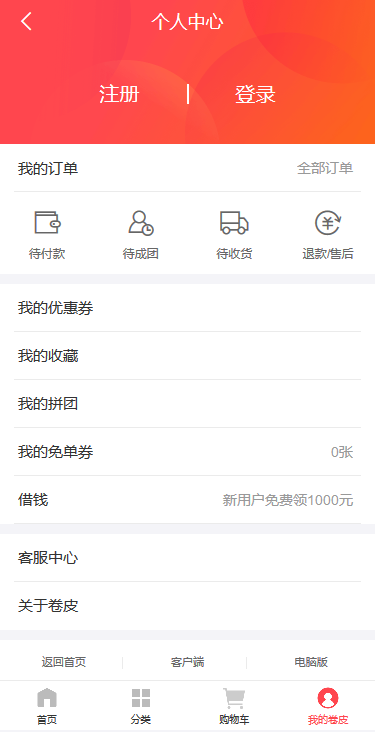 个人中心
注册 | 登录
我的订单 全部订单
待付款 待成团 待收货 退款/售后
我的优惠券
我的收藏
我的拼团
我的免单券 0张
借钱 新用户免费领1000元
客服中心
关于卷皮
返回首页 客户端 电脑版
首页 分类 购物车 我的卷皮